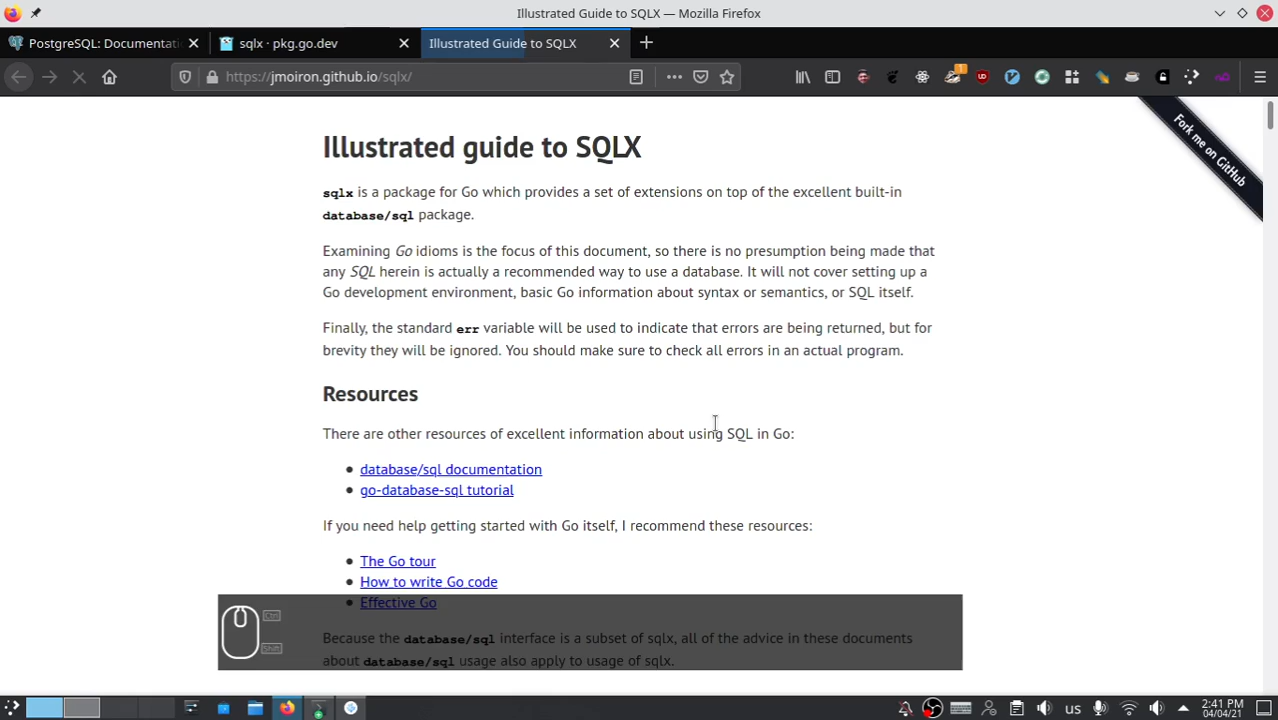 Illustrated Guide to SQLX — Mozilla Firefox
PostgreSQL: Documentati
sqlx · pkg.go.dev
Illustrated Guide to SQLX
https://jmoiron.github.io/sqlx/
1
Fork me on GitHub
Illustrated guide to SQLX
sqlx is a package for Go which provides a set of extensions on top of the excellent built-in
database/sql package.
Examining Go idioms is the focus of this document, so there is no presumption being made that
any SQL herein is actually a recommended way to use a database. It will not cover setting up a
Go development environment, basic Go information about syntax or semantics, or SQL itself.
Finally, the standard err variable will be used to indicate that errors are being returned, but for
brevity they will be ignored. You should make sure to check all errors in an actual program.
Resources
There are other resources of excellent information about using SQL in Go:
• database/sql documentation
• go-database-sql tutorial
If you need help getting started with Go itself, I recommend these resources:
• The Go tour
• How to write Go code
• Effective Go
Ctrl
Shift
Because the database/sql interface is a subset of sqlx, all of the advice in these documents
about database/sql usage also apply to usage of sqlx.
us
2:41 PM
04/04/21